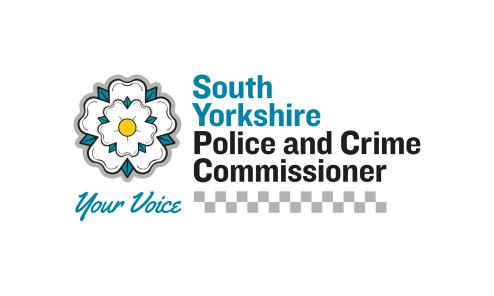 South
Yorkshire
Police and Crime
Commissioner
Your Voice